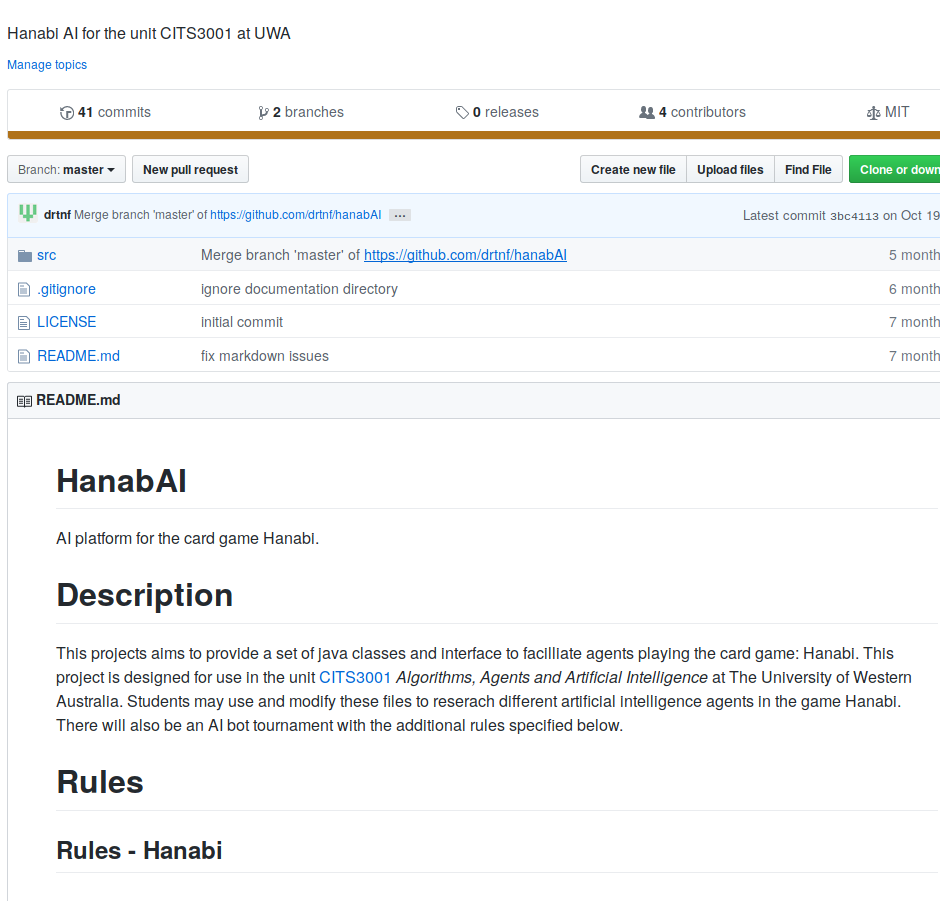 Hanabi AI for the unit CITS3001 at UWA
Manage topics
41 commits 2 branches 0 releases 4 contributors MIT
Branch: master New pull request Create new file Upload files Find File Clone or down
drtnf Merge branch 'master' of https://github.com/drtnf/hanabAI ... Latest commit 3bc4113 on Oct 19
src Merge branch 'master' of https://github.com/drtnf/hanabAI 5 month
.gitignore ignore documentation directory 6 month
LICENSE initial commit 7 month
README.md fix markdown issues 7 month
README.md
HanabAI
AI platform for the card game Hanabi.
Description
This projects aims to provide a set of java classes and interface to facilliate agents playing the card game: Hanabi. This
project is designed for use in the unit CITS3001 Algorithms, Agents and Artificial Intelligence at The University of Western
Australia. Students may use and modify these files to reserach different artificial intelligence agents in the game Hanabi.
There will also be an AI bot tournament with the additional rules specified below.
Rules
Rules - Hanabi